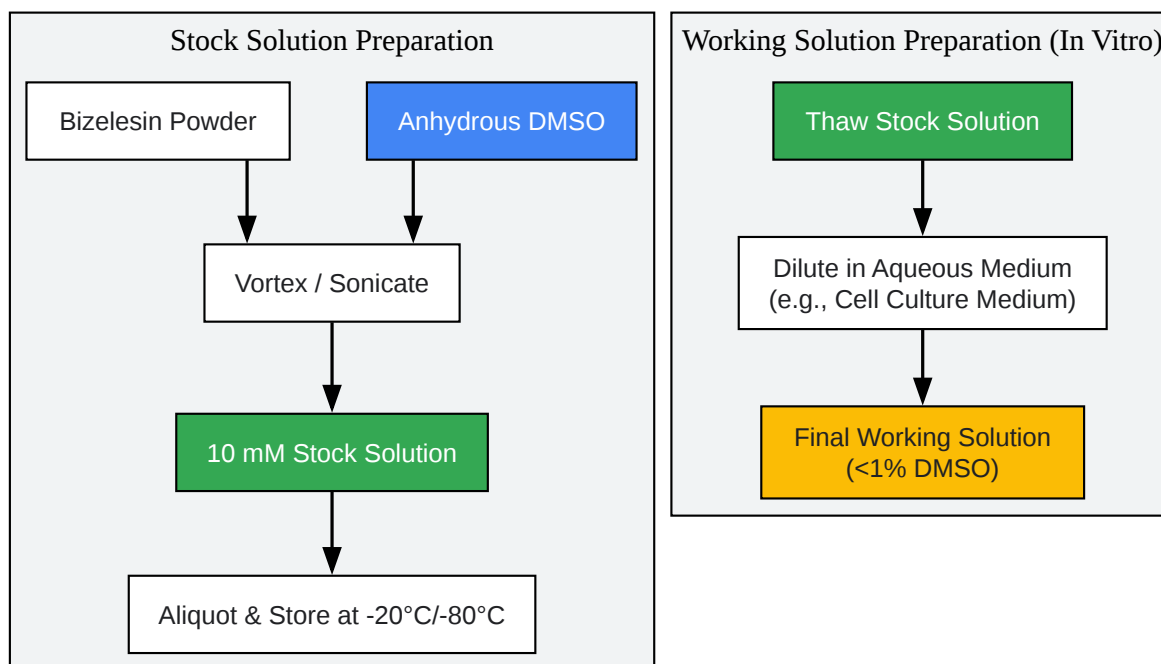 Stock Solution Preparation
Bizelesin Powder
Anhydrous DMSO
Vortex / Sonicate
10 mM Stock Solution
Aliquot & Store at -20°C/-80°C
Working Solution Preparation (In Vitro)
Thaw Stock Solution
Dilute in Aqueous Medium
(e.g., Cell Culture Medium)
Final Working Solution
(<1% DMSO)